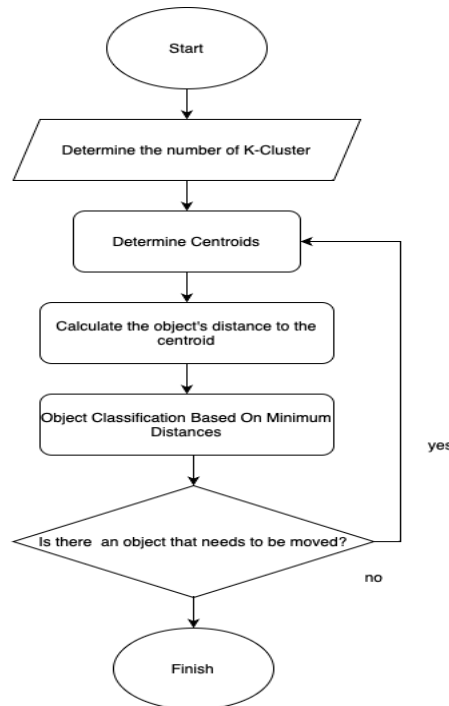 Start
Determine the number of K-Cluster
Determine Centroids
Calculate the object's distance to the
centroid
Object Classification Based On Minimum
Distances
yes
Is there an object that needs to be moved?
no
Finish